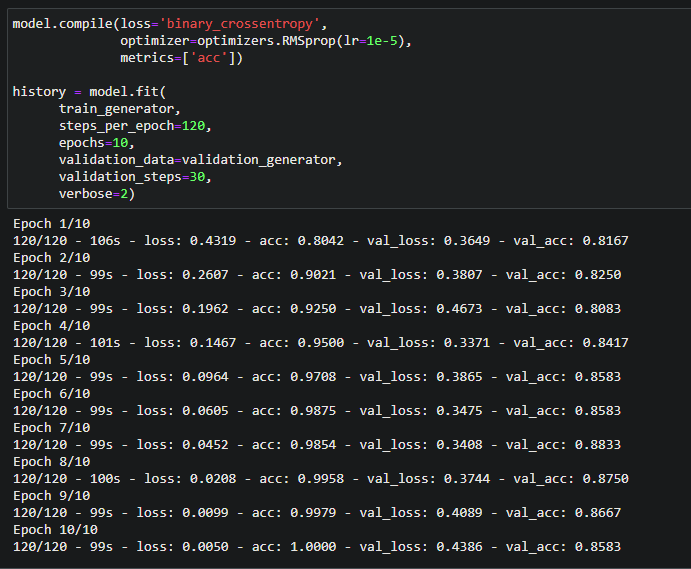 model.compile(loss='binary_crossentropy',
              optimizer=optimizers.RMSprop(lr=1e-5),
              metrics=['acc'])

history = model.fit(
      train_generator,
      steps_per_epoch=120,
      epochs=10,
      validation_data=validation_generator,
      validation_steps=30,
      verbose=2)
Epoch 1/10
120/120 - 106s - loss: 0.4319 - acc: 0.8042 - val_loss: 0.3649 - val_acc: 0.8167
Epoch 2/10
120/120 - 99s - loss: 0.2607 - acc: 0.9021 - val_loss: 0.3807 - val_acc: 0.8250
Epoch 3/10
120/120 - 99s - loss: 0.1962 - acc: 0.9250 - val_loss: 0.4673 - val_acc: 0.8083
Epoch 4/10
120/120 - 101s - loss: 0.1467 - acc: 0.9500 - val_loss: 0.3371 - val_acc: 0.8417
Epoch 5/10
120/120 - 99s - loss: 0.0964 - acc: 0.9708 - val_loss: 0.3865 - val_acc: 0.8583
Epoch 6/10
120/120 - 99s - loss: 0.0605 - acc: 0.9875 - val_loss: 0.3475 - val_acc: 0.8583
Epoch 7/10
120/120 - 99s - loss: 0.0452 - acc: 0.9854 - val_loss: 0.3408 - val_acc: 0.8833
Epoch 8/10
120/120 - 100s - loss: 0.0208 - acc: 0.9958 - val_loss: 0.3744 - val_acc: 0.8750
Epoch 9/10
120/120 - 99s - loss: 0.0099 - acc: 0.9979 - val_loss: 0.4089 - val_acc: 0.8667
Epoch 10/10
120/120 - 99s - loss: 0.0050 - acc: 1.0000 - val_loss: 0.4386 - val_acc: 0.8583